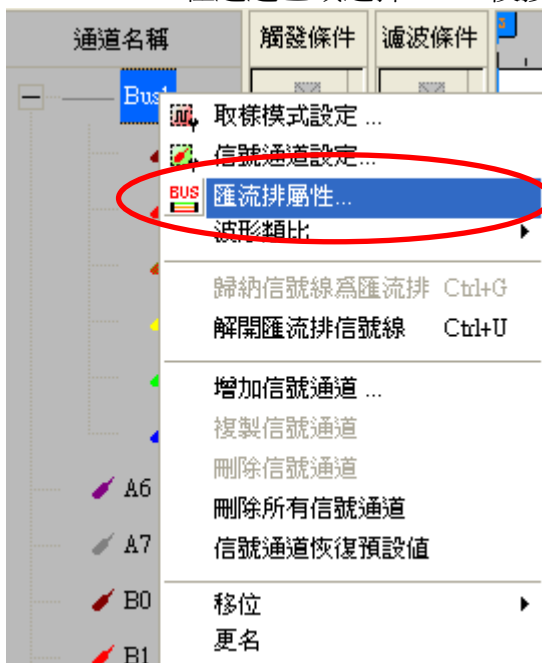 通道名稱 觸發條件 濾波條件
Bus1
取樣模式設定 ...
信號通道設定...
BUS 匯流排屬性...
波形類比
歸納信號線爲匯流排 Ctrl+G
解開匯流排信號線 Ctrl+U
增加信號通道 ...
複製信號通道
刪除信號通道
A6
刪除所有信號通道
A7
信號通道恢復預設值
B0
移位
更名
B1